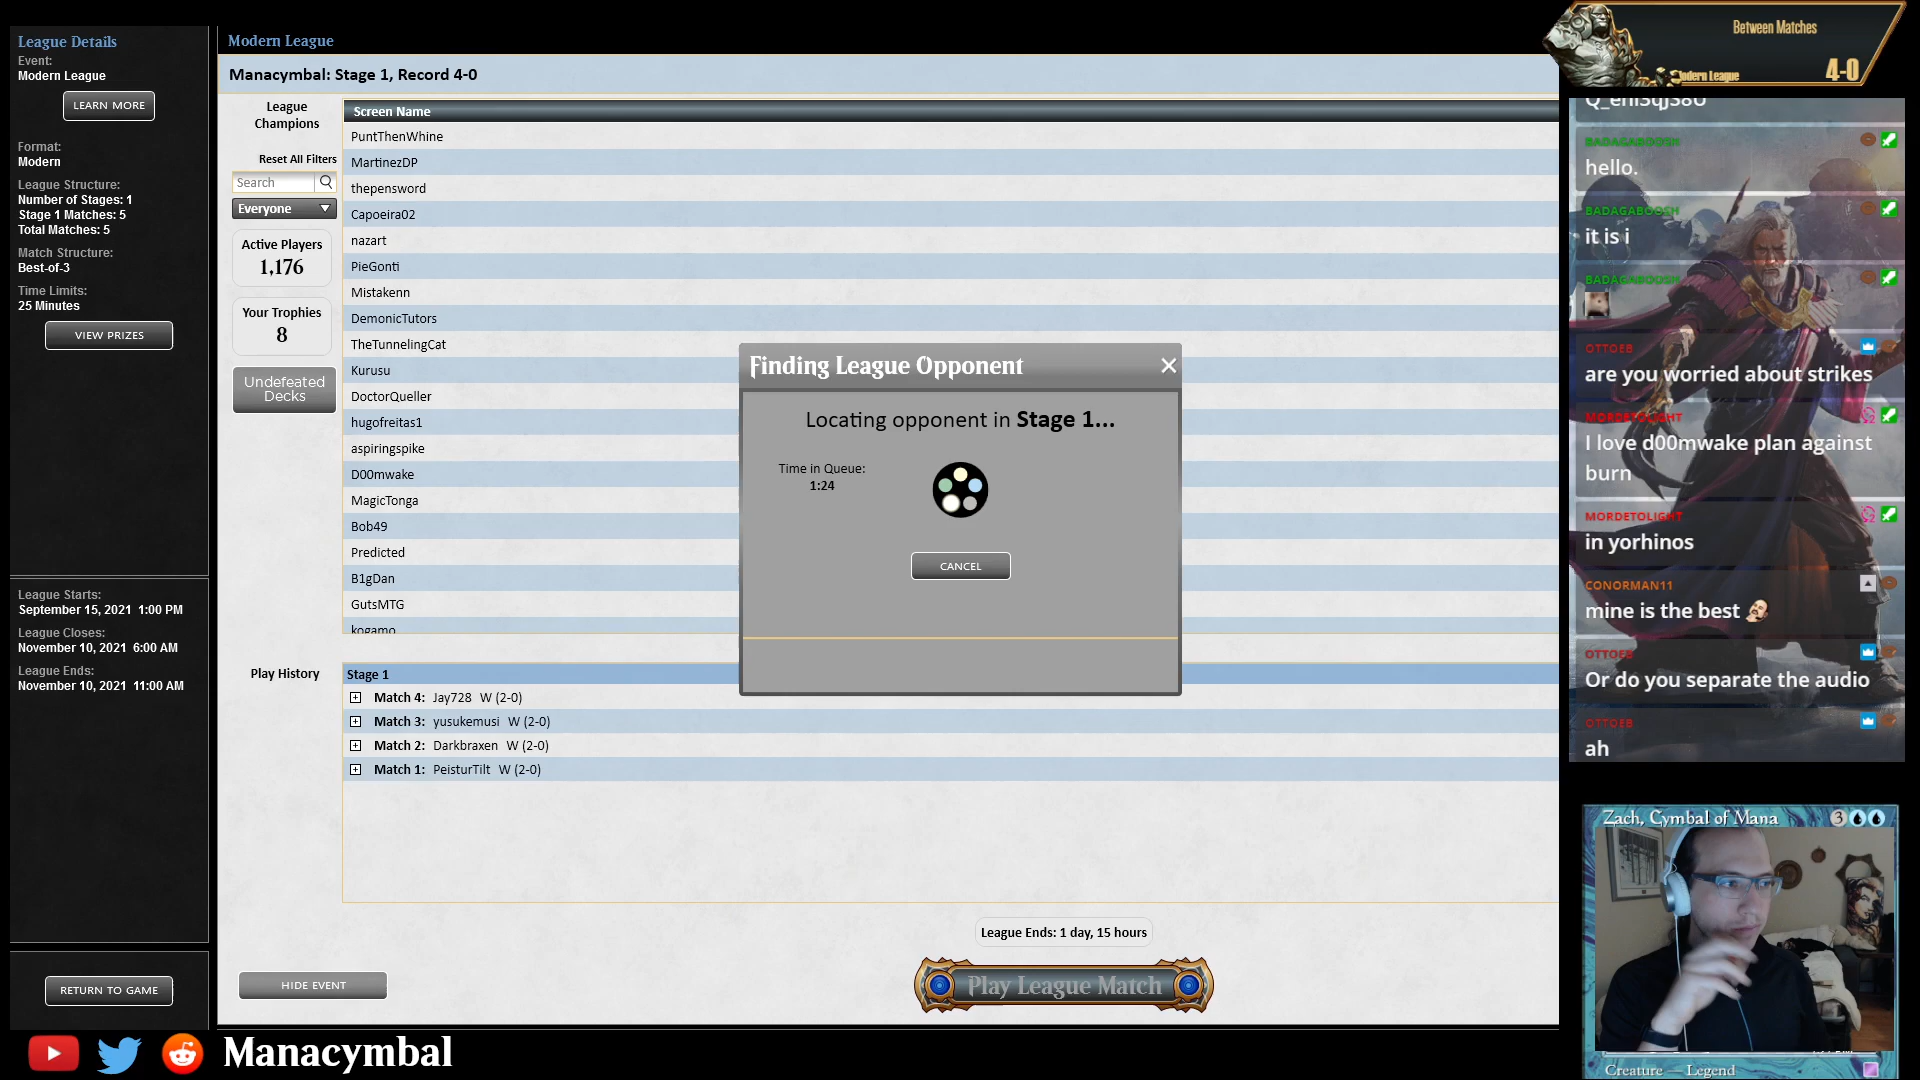 League Details
Event:
Modern League
LEARN MORE
Format:
Modern
League Structure:
Number of Stages: 1
Stage 1 Matches: 5
Total Matches: 5
Match Structure:
Best-of-3
Time Limits:
25 Minutes
VIEW PRIZES
League Starts:
September 15, 2021 1:00 PM
League Closes:
November 10, 2021 6:00 AM
League Ends:
November 10, 2021 11:00 AM
RETURN TO GAME
Modern League
Manacymbal: Stage 1, Record 4-0
League
Champions
Reset All Filters
Search
Everyone
Active Players
1,176
Your Trophies
8
Undefeated
Decks
Screen Name
PuntThenWhine
MartinezDP
thepensword
Capoeira02
nazart
PieGonti
Mistakenn
DemonicTutors
TheTunnelingCat
Kurusu
DoctorQueller
hugofreitas1
aspiringspike
D00mwake
MagicTonga
Bob49
Predicted
B1gDan
GutsMTG
kogamo
Finding League Opponent
Locating opponent in Stage 1...
Time in Queue:
1:24
CANCEL
Play History
Stage 1
Match 4: Jay728 W (2-0)
Match 3: yusukemusi W (2-0)
Match 2: Darkbraxen W (2-0)
Match 1: PeisturTilt W (2-0)
League Ends: 1 day, 15 hours
HIDE EVENT
Play League Match
Manacymbal
Between Matches
Modern League
4-0
BADAGABOOSH
hello.
BADAGABOOSH
it is i
BADAGABOOSH
OTTOEB
are you worried about strikes
MORDETOLIGHT
I love d00mwake plan against
burn
MORDETOLIGHT
in yorhinos
CONORMAN11
mine is the best
OTTOEB
Or do you separate the audio
OTTOEB
ah
Zach, Cymbal of Mana 3
Creature — Legend